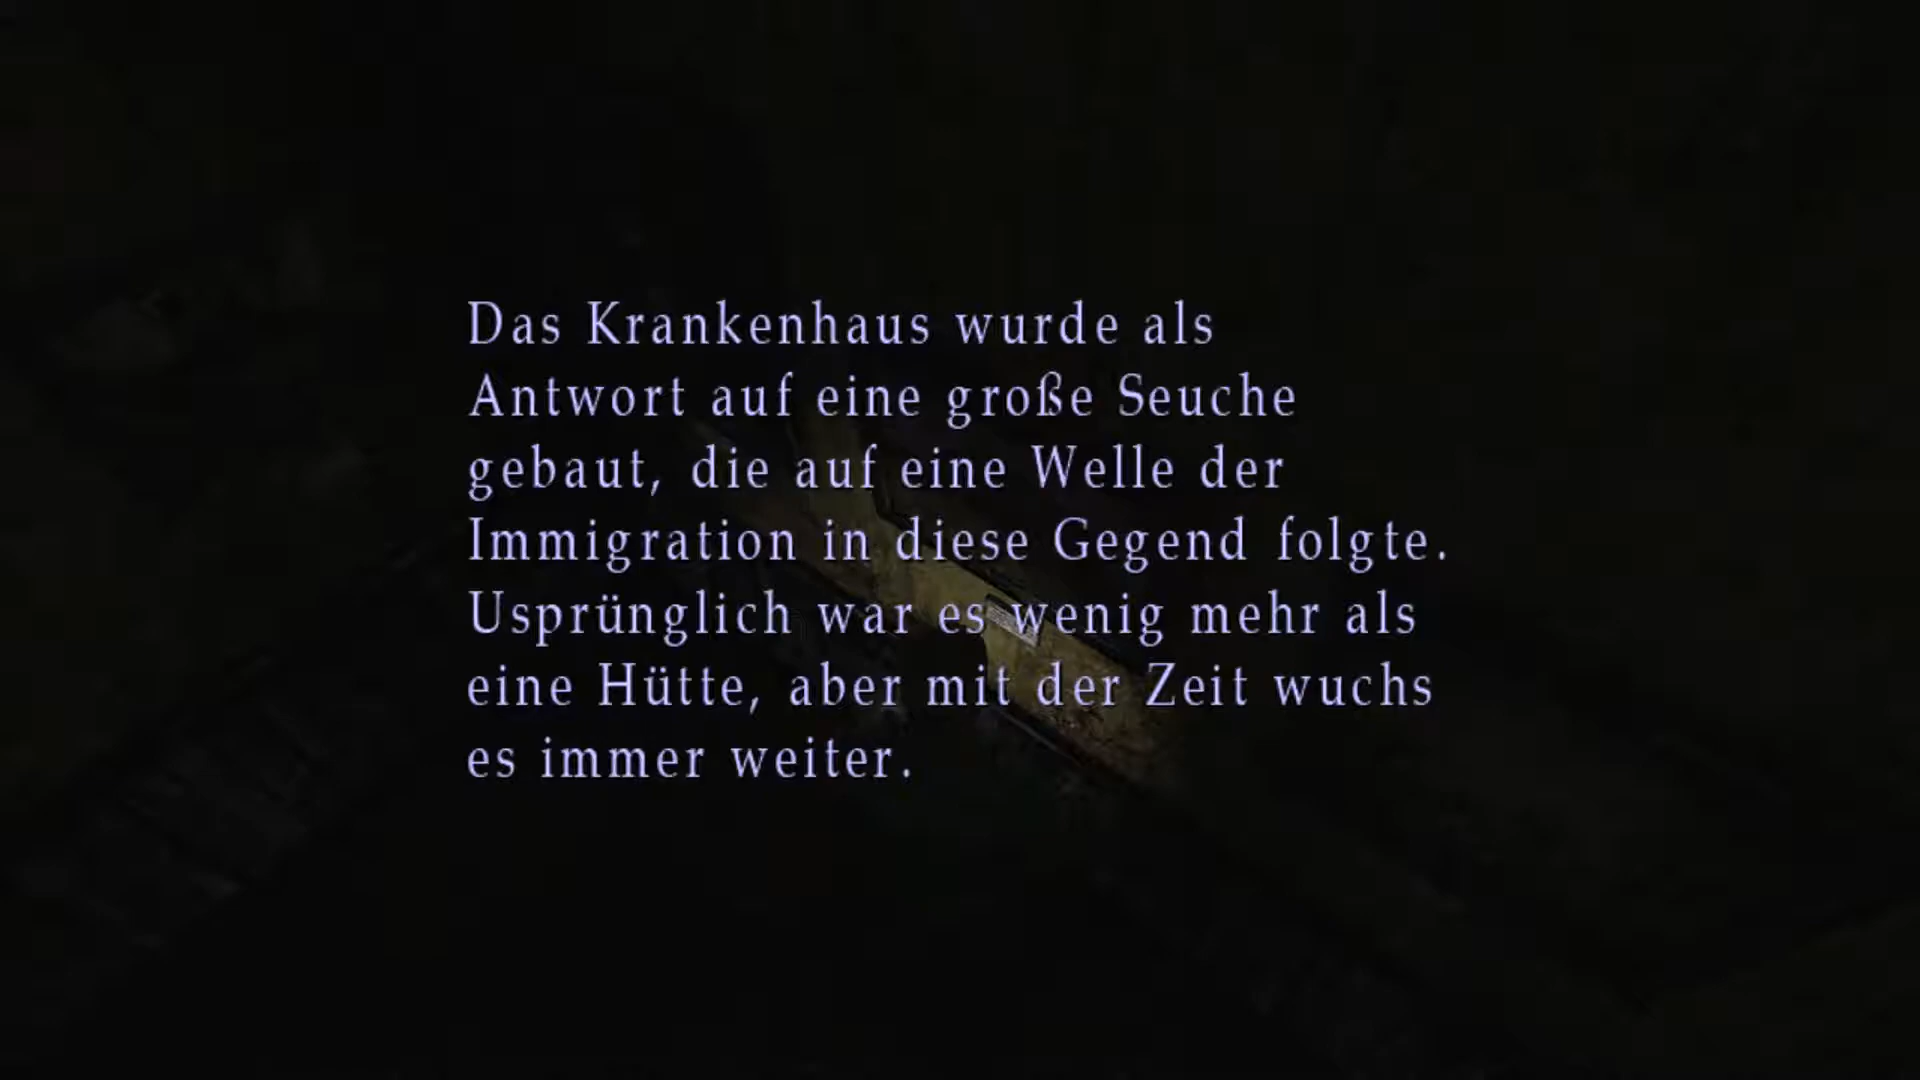 Das Krankenhaus wurde als
Antwort auf eine große Seuche
gebaut, die auf eine Welle der
Immigration in diese Gegend folgte.
Usprünglich war es wenig mehr als
eine Hütte, aber mit der Zeit wuchs
es immer weiter.